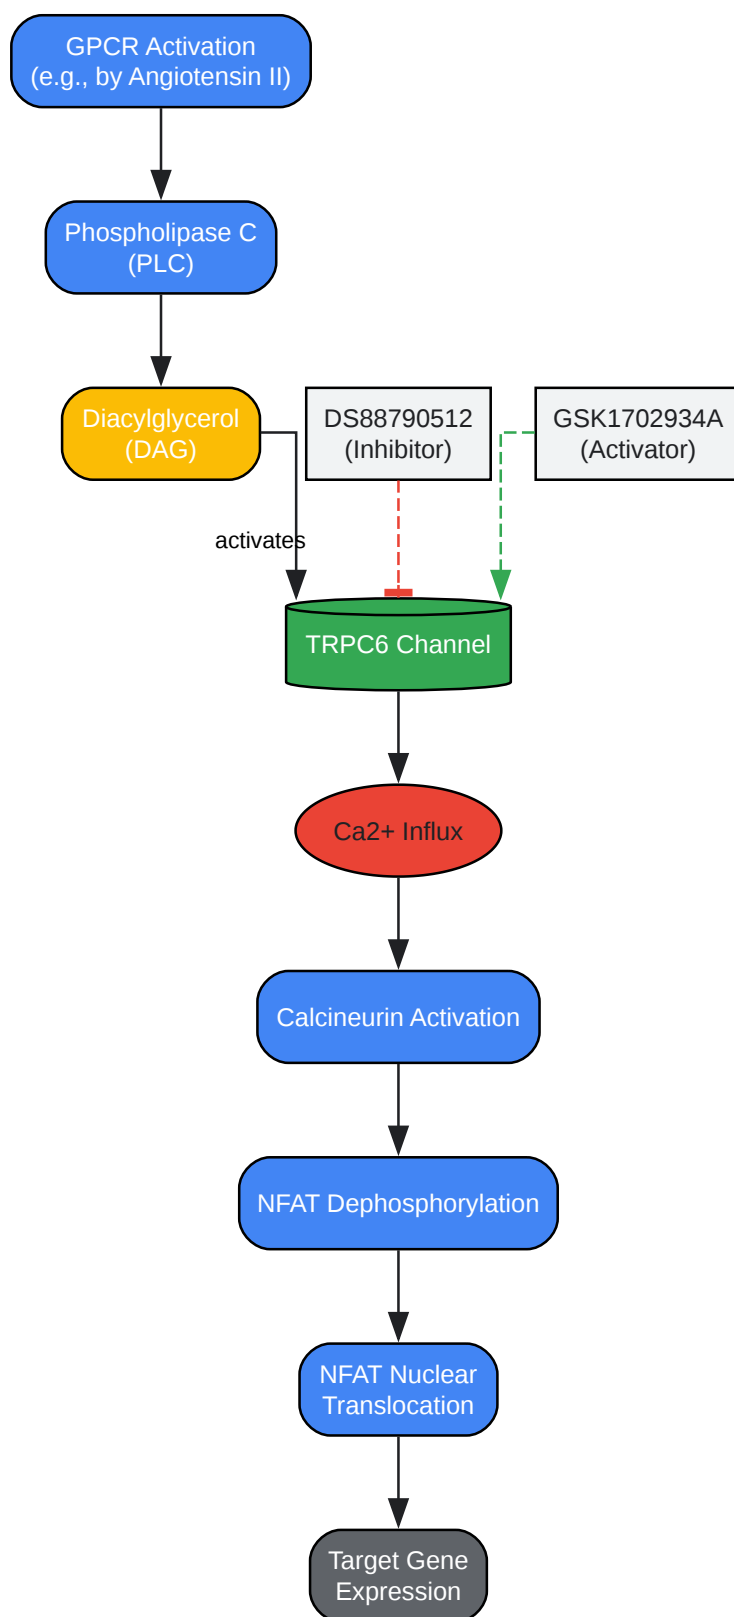 GPCR Activation
(e.g., by Angiotensin II)
Phospholipase C
(PLC)
Diacylglycerol
(DAG)
DS88790512
(Inhibitor)
GSK1702934A
(Activator)
activates
TRPC6 Channel
Ca2+ Influx
Calcineurin Activation
NFAT Dephosphorylation
NFAT Nuclear
Translocation
Target Gene
Expression